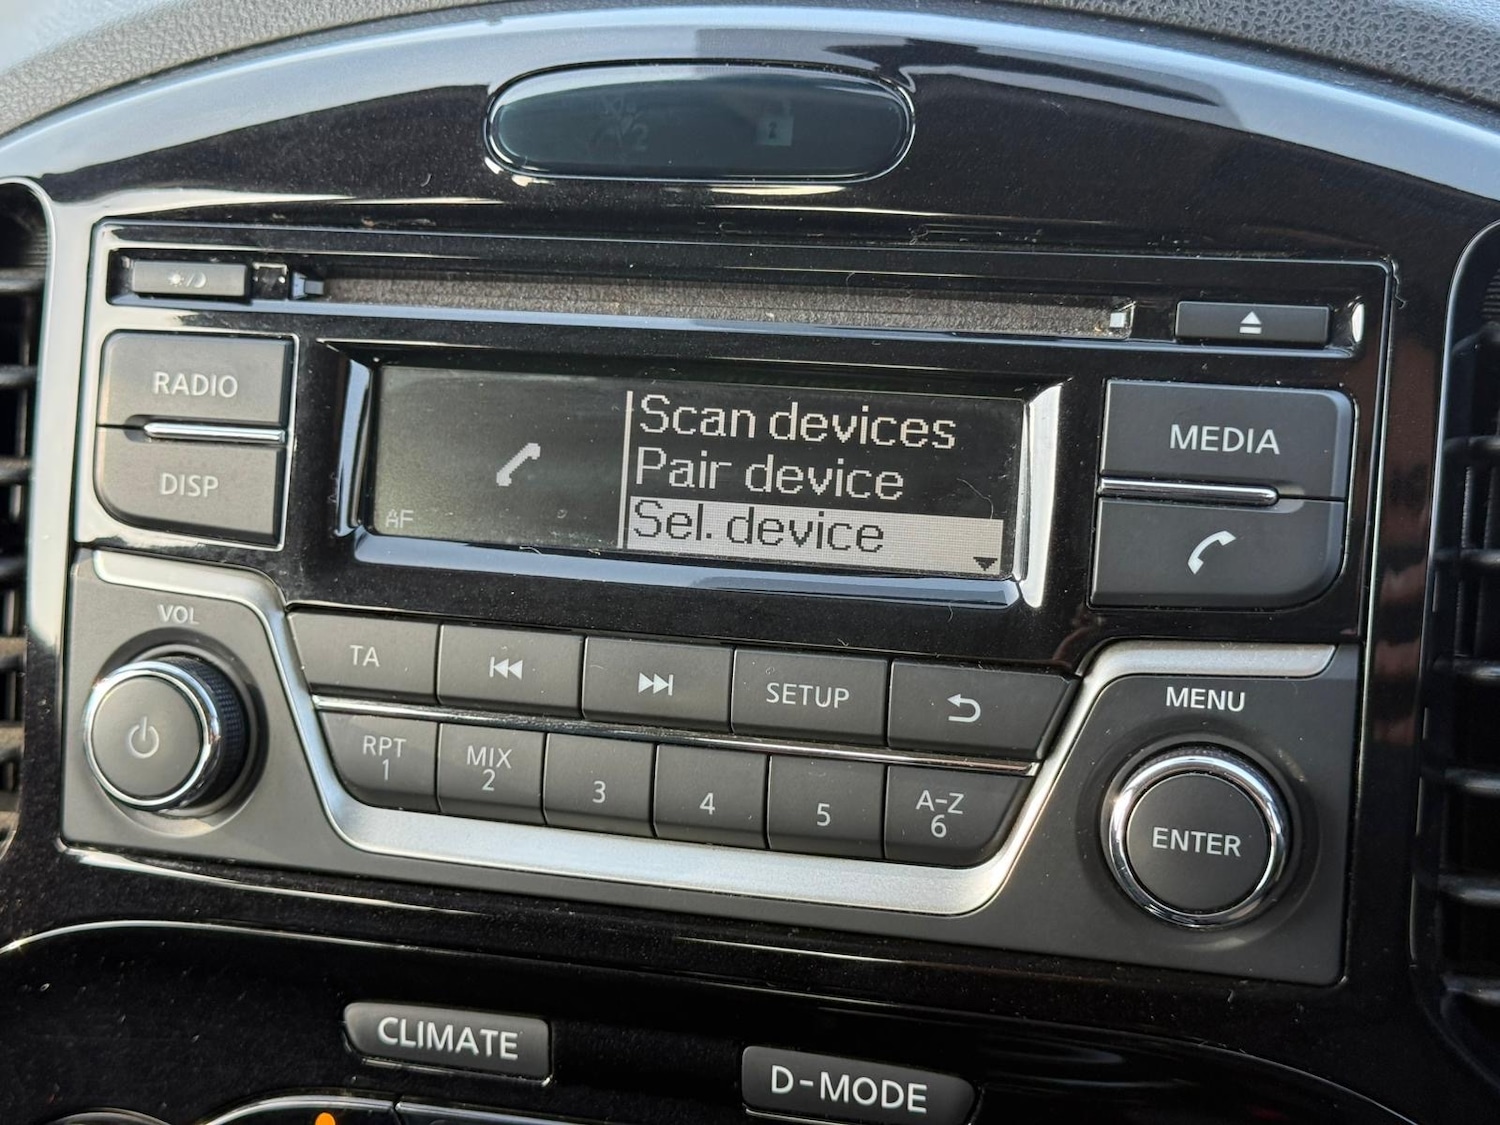 RADIO
DISP
AF
Scan devices
Pair device
Sel. device
MEDIA
VOL
TA
SETUP
MENU
RPT
1
MIX
2
3
4
5
A-Z
6
ENTER
CLIMATE
D-MODE